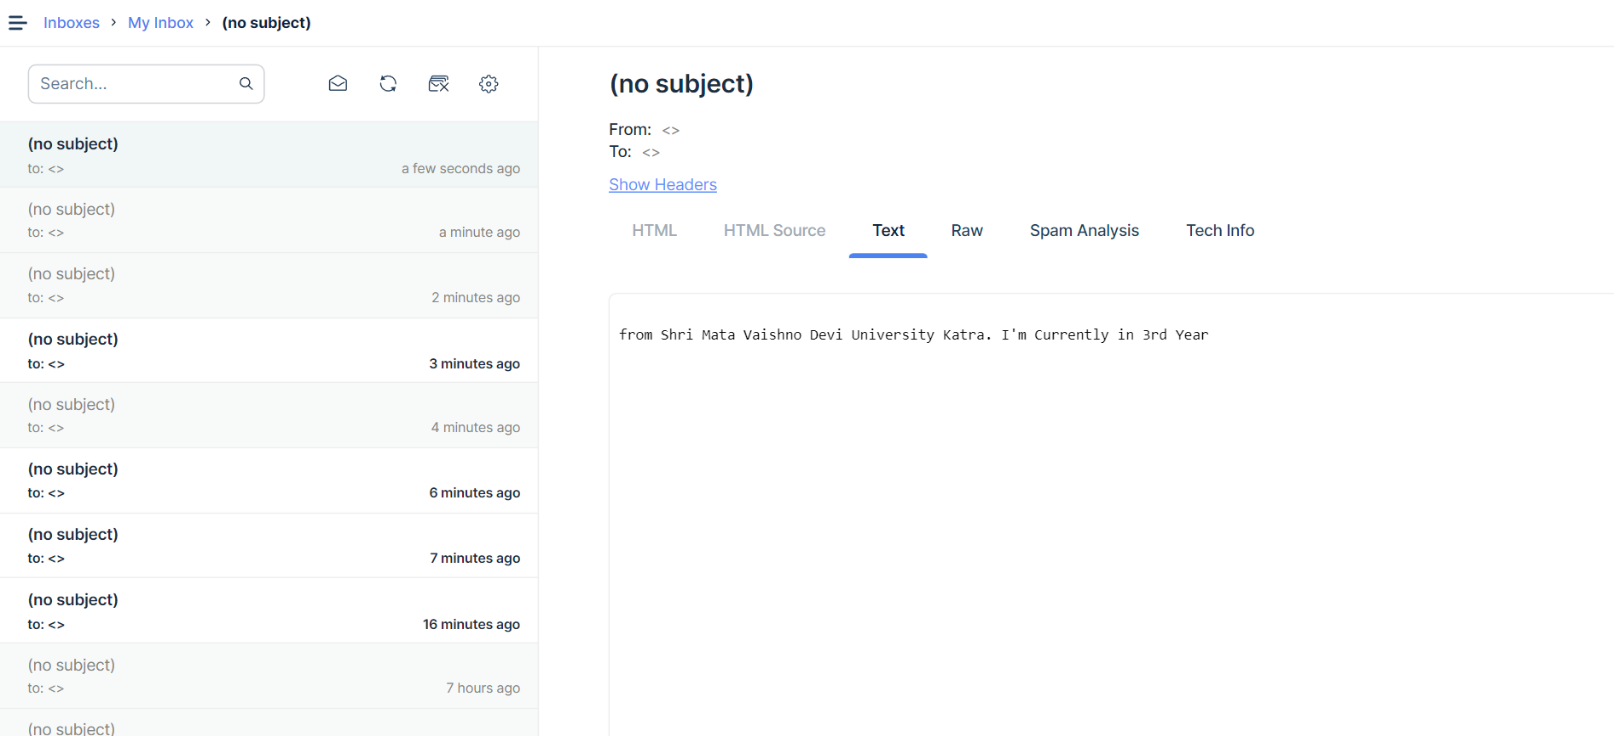 Inboxes > My Inbox > (no subject)
Search...
(no subject)
to: <>
a few seconds ago
(no subject)
to: <>
a minute ago
(no subject)
to: <>
2 minutes ago
(no subject)
to: <>
3 minutes ago
(no subject)
to: <>
4 minutes ago
(no subject)
to: <>
6 minutes ago
(no subject)
to: <>
7 minutes ago
(no subject)
to: <>
16 minutes ago
(no subject)
to: <>
7 hours ago
(no subject)
(no subject)
From: <>
To: <>
Show Headers
HTML HTML Source Text Raw Spam Analysis Tech Info
from Shri Mata Vaishno Devi University Katra. I'm Currently in 3rd Year